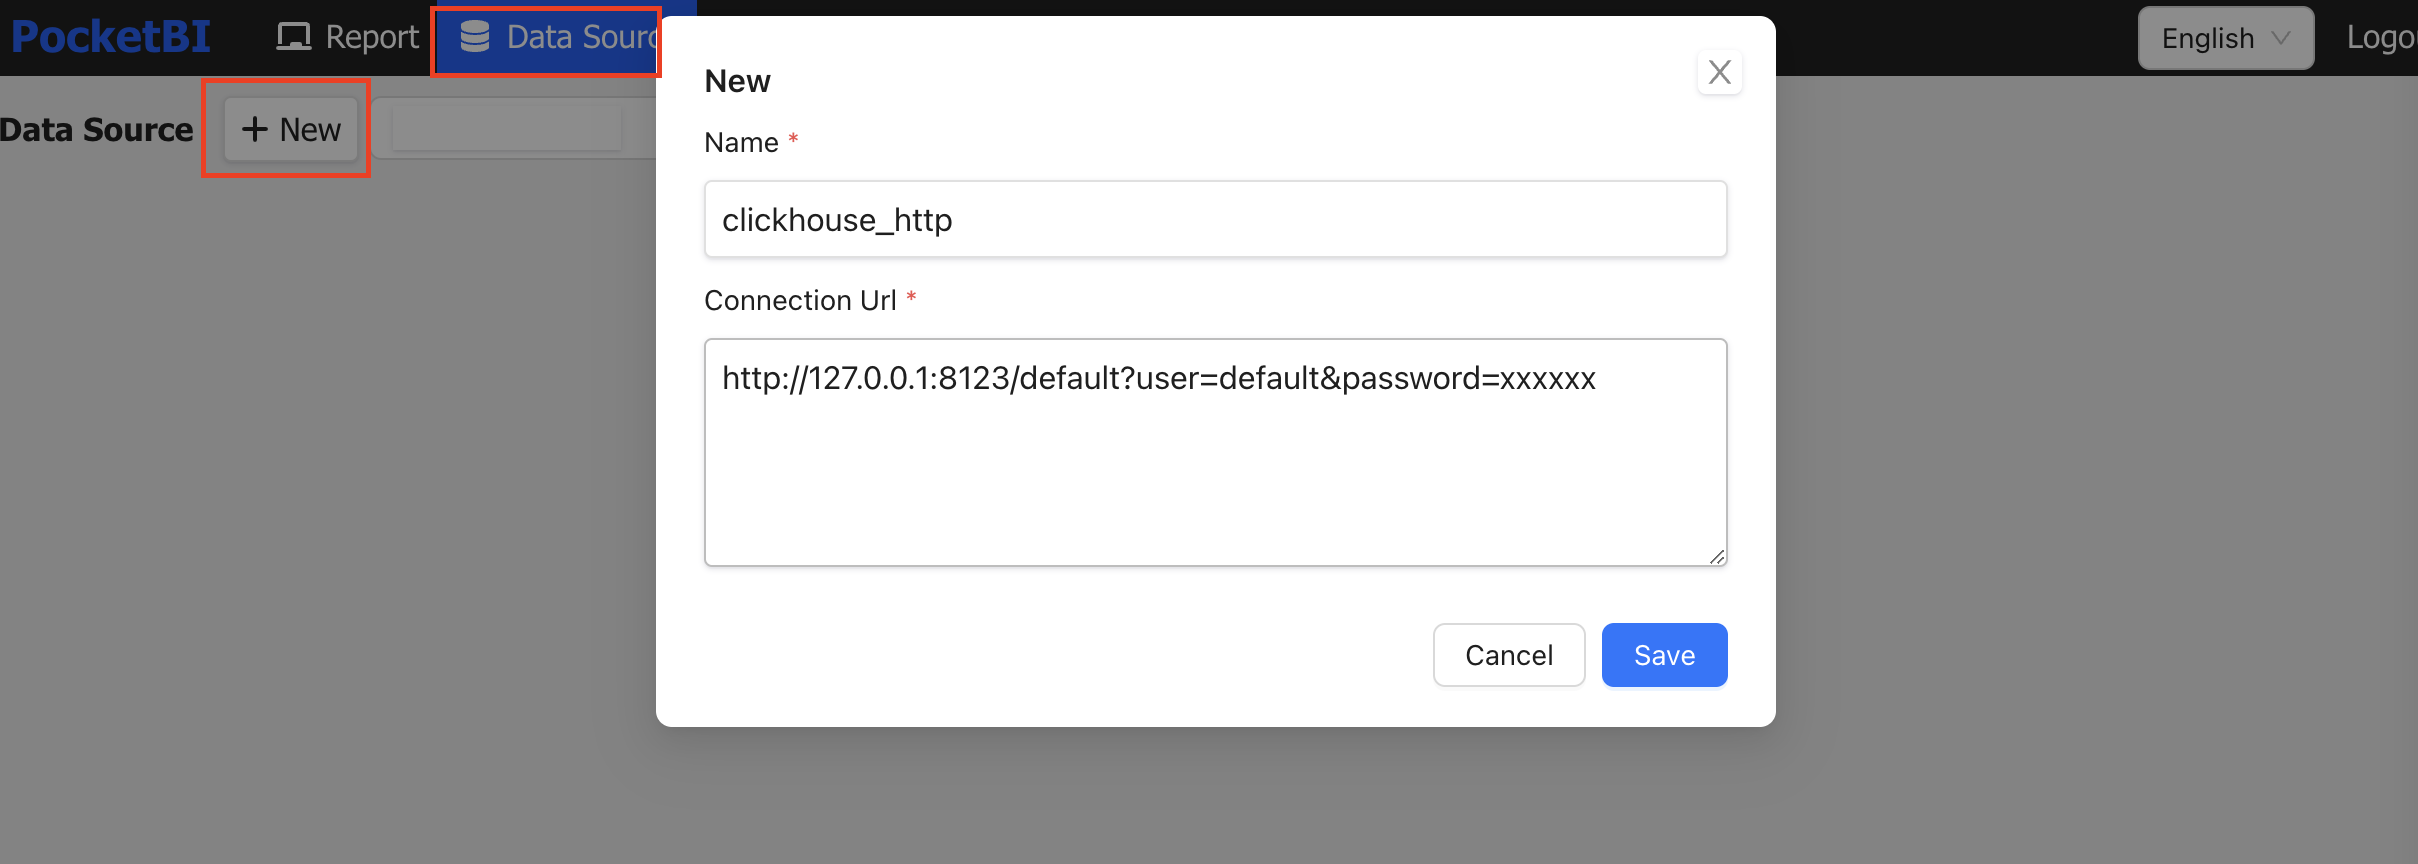 PocketBI Report Data Sourc English Logou
Data Source + New
New
Name *
clickhouse_http
Connection Url *
http://127.0.0.1:8123/default?user=default&password=xxxxxx
Cancel Save